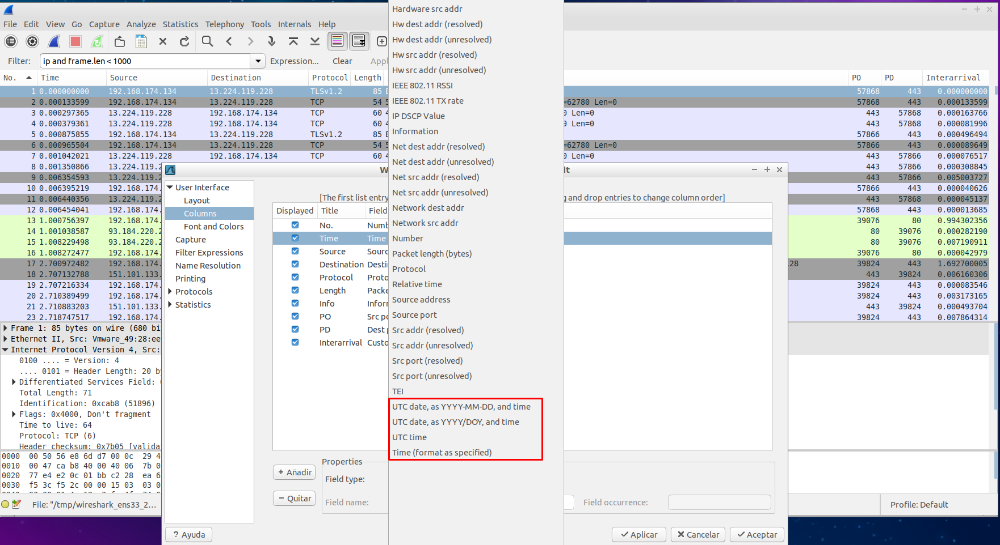 File Edit View Go Capture Analyze Statistics Telephony Tools Internals Help
Filter: ip and frame.len < 1000 Expression... Clear
No. Time Source Destination Protocol Length PO PD Interarrival
1 0.000000000 192.168.174.134 13.224.119.228 TLSv1.2 85 57868 443 0.000000000
2 0.000133599 192.168.174.134 13.224.119.228 TCP 54 =62780 Len=0 57868 443 0.000133599
3 0.000297365 13.224.119.228 192.168.174.134 TCP 60 0 Len=0 443 57868 0.000163766
4 0.000379361 13.224.119.228 192.168.174.134 TCP 60 9 Len=0 443 57868 0.000081996
5 0.000875855 192.168.174.134 13.224.119.228 TLSv1.2 85 57866 443 0.000496494
6 0.000965504 192.168.174.134 13.224.119.228 TCP 54 =62780 Len=0 57866 443 0.000089649
7 0.001042021 13.224.119.228 192.168.174.134 TCP 60 0 Len=0 443 57866 0.000076517
8 0.001350866 13.224.119.2 443 57866 0.000308845
9 0.006354593 13.224.119.2 443 57866 0.005003727
10 0.006395219 192.168.174. 57866 443 0.000040626
11 0.006440356 13.224.119.2 443 57868 0.000045137
12 0.006454041 192.168.174. 57868 443 0.000013685
13 1.000756397 192.168.174. 39076 80 0.994302356
14 1.001038587 93.184.220.2 80 39076 0.000282190
15 1.008229498 93.184.220.2 80 39076 0.007190911
16 1.008272477 192.168.174. 39076 80 0.000042979
17 2.700972482 192.168.174. 128 39824 443 1.692700005
18 2.707132788 151.101.133. 443 39824 0.006160306
19 2.707216334 192.168.174. 39824 443 0.000083546
20 2.710389499 192.168.174. 39824 443 0.003173165
21 2.710883203 151.101.133. 443 39824 0.000493704
23 2.718747517 192.168.174. 39824 443 0.007864314
Frame 1: 85 bytes on wire (680 bi
Ethernet II, Src: Vmware_49:28:ee
Internet Protocol Version 4, Src:
0100 .... = Version: 4
.... 0101 = Header Length: 20 by
Differentiated Services Field:
Total Length: 71
Identification: 0xcab8 (51896)
Flags: 0x4000, Don't fragment
Time to live: 64
Protocol: TCP (6)
Header checksum: 0x7b05 [validat
0000 00 50 56 e8 6d d7 00 0c 29 4
0010 00 47 ca b8 40 00 40 06 7b 0
0020 77 e4 e2 0c 01 bb c2 28 ea 6
0030 f5 3c f5 2c 00 00 15 03 03 0
File: "/tmp/wireshark_ens33_2... Profile: Default
User Interface
Layout
Columns
Font and Colors
Capture
Filter Expressions
Name Resolution
Printing
Protocols
Statistics
[The first list entry g and drop entries to change column order]
Displayed Title Field
No. Numb
Time Time
Source Sourc
Destination Destin
Protocol Proto
Length Packe
Info Inforr
PO Src po
PD Dest p
Interarrival Custo
+ Añadir
− Quitar
Properties
Field type:
Field name: Field occurrence:
? Ayuda Aplicar Cancelar Aceptar
Hardware src addr
Hw dest addr (resolved)
Hw dest addr (unresolved)
Hw src addr (resolved)
Hw src addr (unresolved)
IEEE 802.11 RSSI
IEEE 802.11 TX rate
IP DSCP Value
Information
Net dest addr (resolved)
Net dest addr (unresolved)
Net src addr (resolved)
Net src addr (unresolved)
Network dest addr
Network src addr
Number
Packet length (bytes)
Protocol
Relative time
Source address
Source port
Src addr (resolved)
Src addr (unresolved)
Src port (resolved)
Src port (unresolved)
TEI
UTC date, as YYYY-MM-DD, and time
UTC date, as YYYY/DOY, and time
UTC time
Time (format as specified)